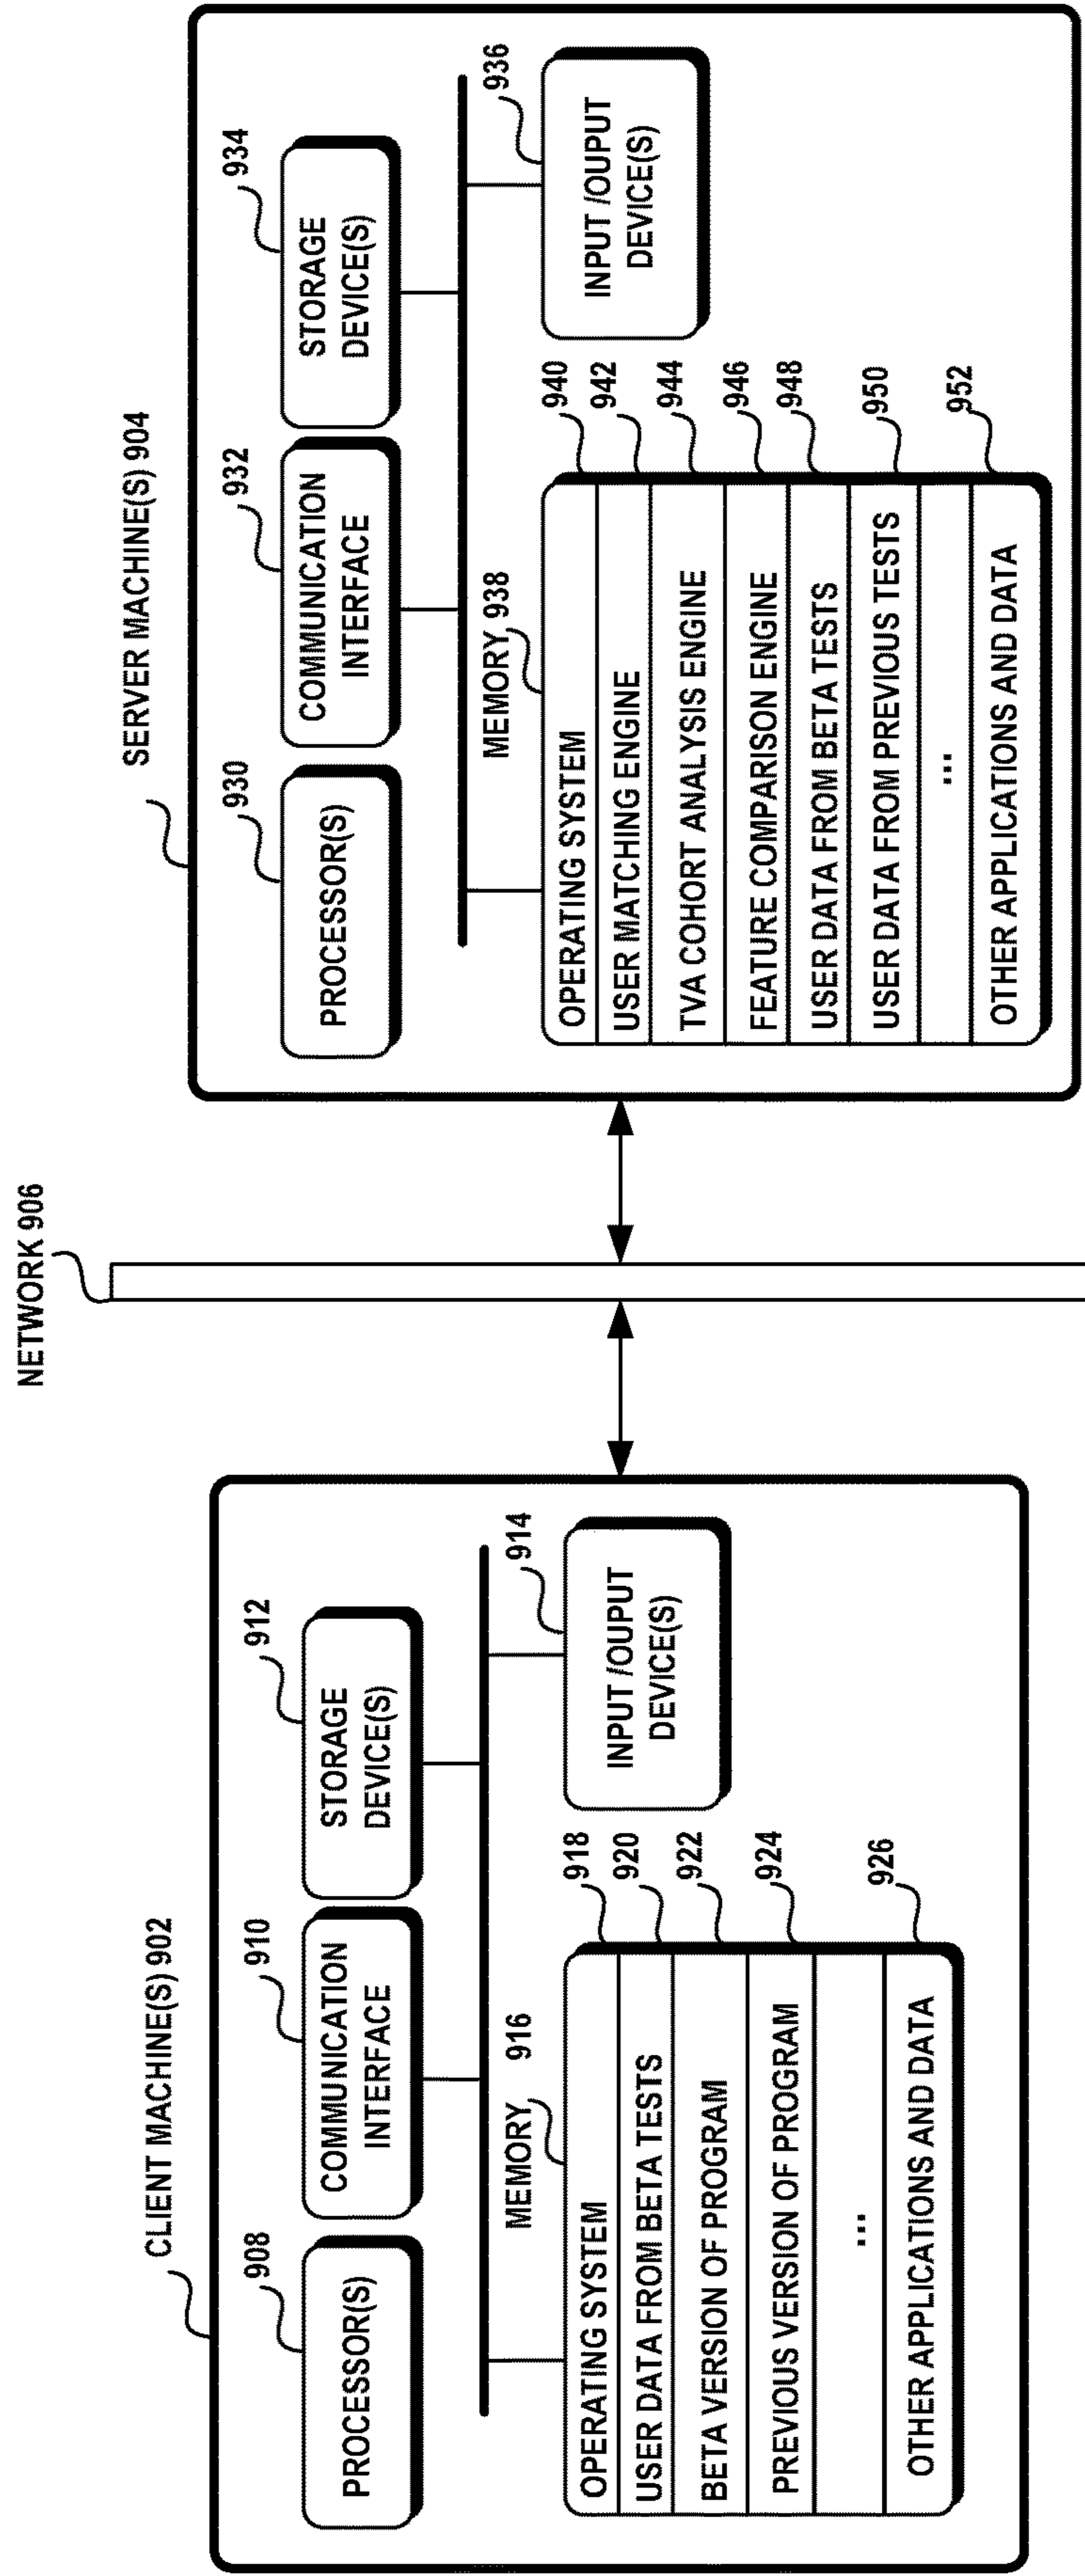 NETWORK 906
CLIENT MACHINE(S) 902
908
PROCESSOR(S)
910
COMMUNICATION
INTERFACE
912
STORAGE
DEVICE(S)
MEMORY 916
OPERATING SYSTEM
918
USER DATA FROM BETA TESTS
920
BETA VERSION OF PROGRAM
922
PREVIOUS VERSION OF PROGRAM
924
...
OTHER APPLICATIONS AND DATA
926
914
INPUT /OUPUT
DEVICE(S)
SERVER MACHINE(S) 904
930
PROCESSOR(S)
932
COMMUNICATION
INTERFACE
934
STORAGE
DEVICE(S)
MEMORY 938
OPERATING SYSTEM
940
USER MATCHING ENGINE
942
TVA COHORT ANALYSIS ENGINE
944
FEATURE COMPARISON ENGINE
946
USER DATA FROM BETA TESTS
948
USER DATA FROM PREVIOUS TESTS
950
...
OTHER APPLICATIONS AND DATA
952
936
INPUT /OUPUT
DEVICE(S)